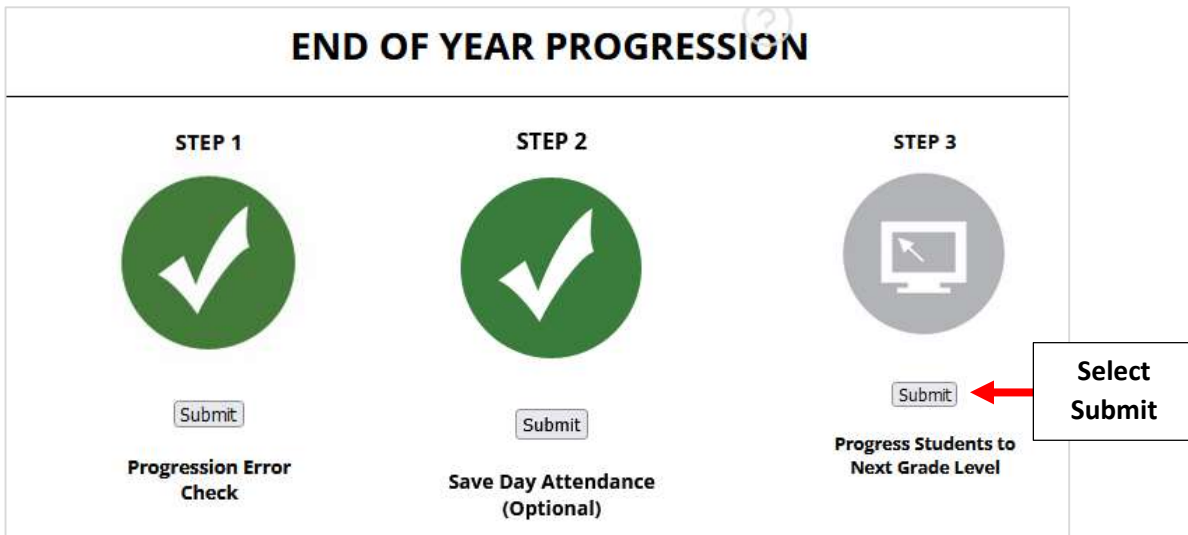 END OF YEAR PROGRESSION
STEP 1
STEP 2
STEP 3
Submit
Submit
Submit
Select
Submit
Progression Error
Check
Save Day Attendance
(Optional)
Progress Students to
Next Grade Level